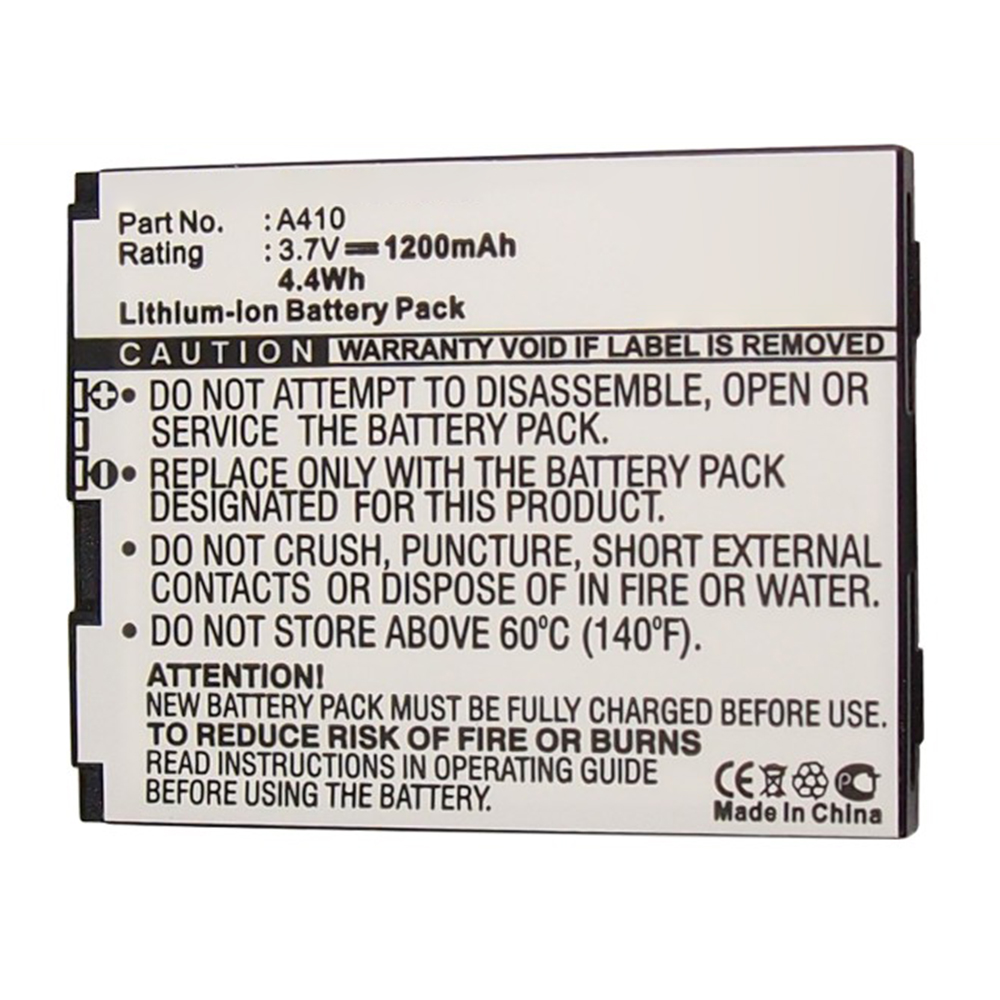 Part No. : A410
Rating : 3.7V 1200mAh
4.4Wh
Lithium-Ion Battery Pack
CAUTION WARRANTY VOID IF LABEL IS REMOVED
• DO NOT ATTEMPT TO DISASSEMBLE, OPEN OR
SERVICE THE BATTERY PACK.
• REPLACE ONLY WITH THE BATTERY PACK
DESIGNATED FOR THIS PRODUCT.
• DO NOT CRUSH, PUNCTURE, SHORT EXTERNAL
CONTACTS OR DISPOSE OF IN FIRE OR WATER.
• DO NOT STORE ABOVE 60ºC (140ºF).
ATTENTION!
NEW BATTERY PACK MUST BE FULLY CHARGED BEFORE USE.
TO REDUCE RISK OF FIRE OR BURNS
READ INSTRUCTIONS IN OPERATING GUIDE
BEFORE USING THE BATTERY.
CE
Made In China